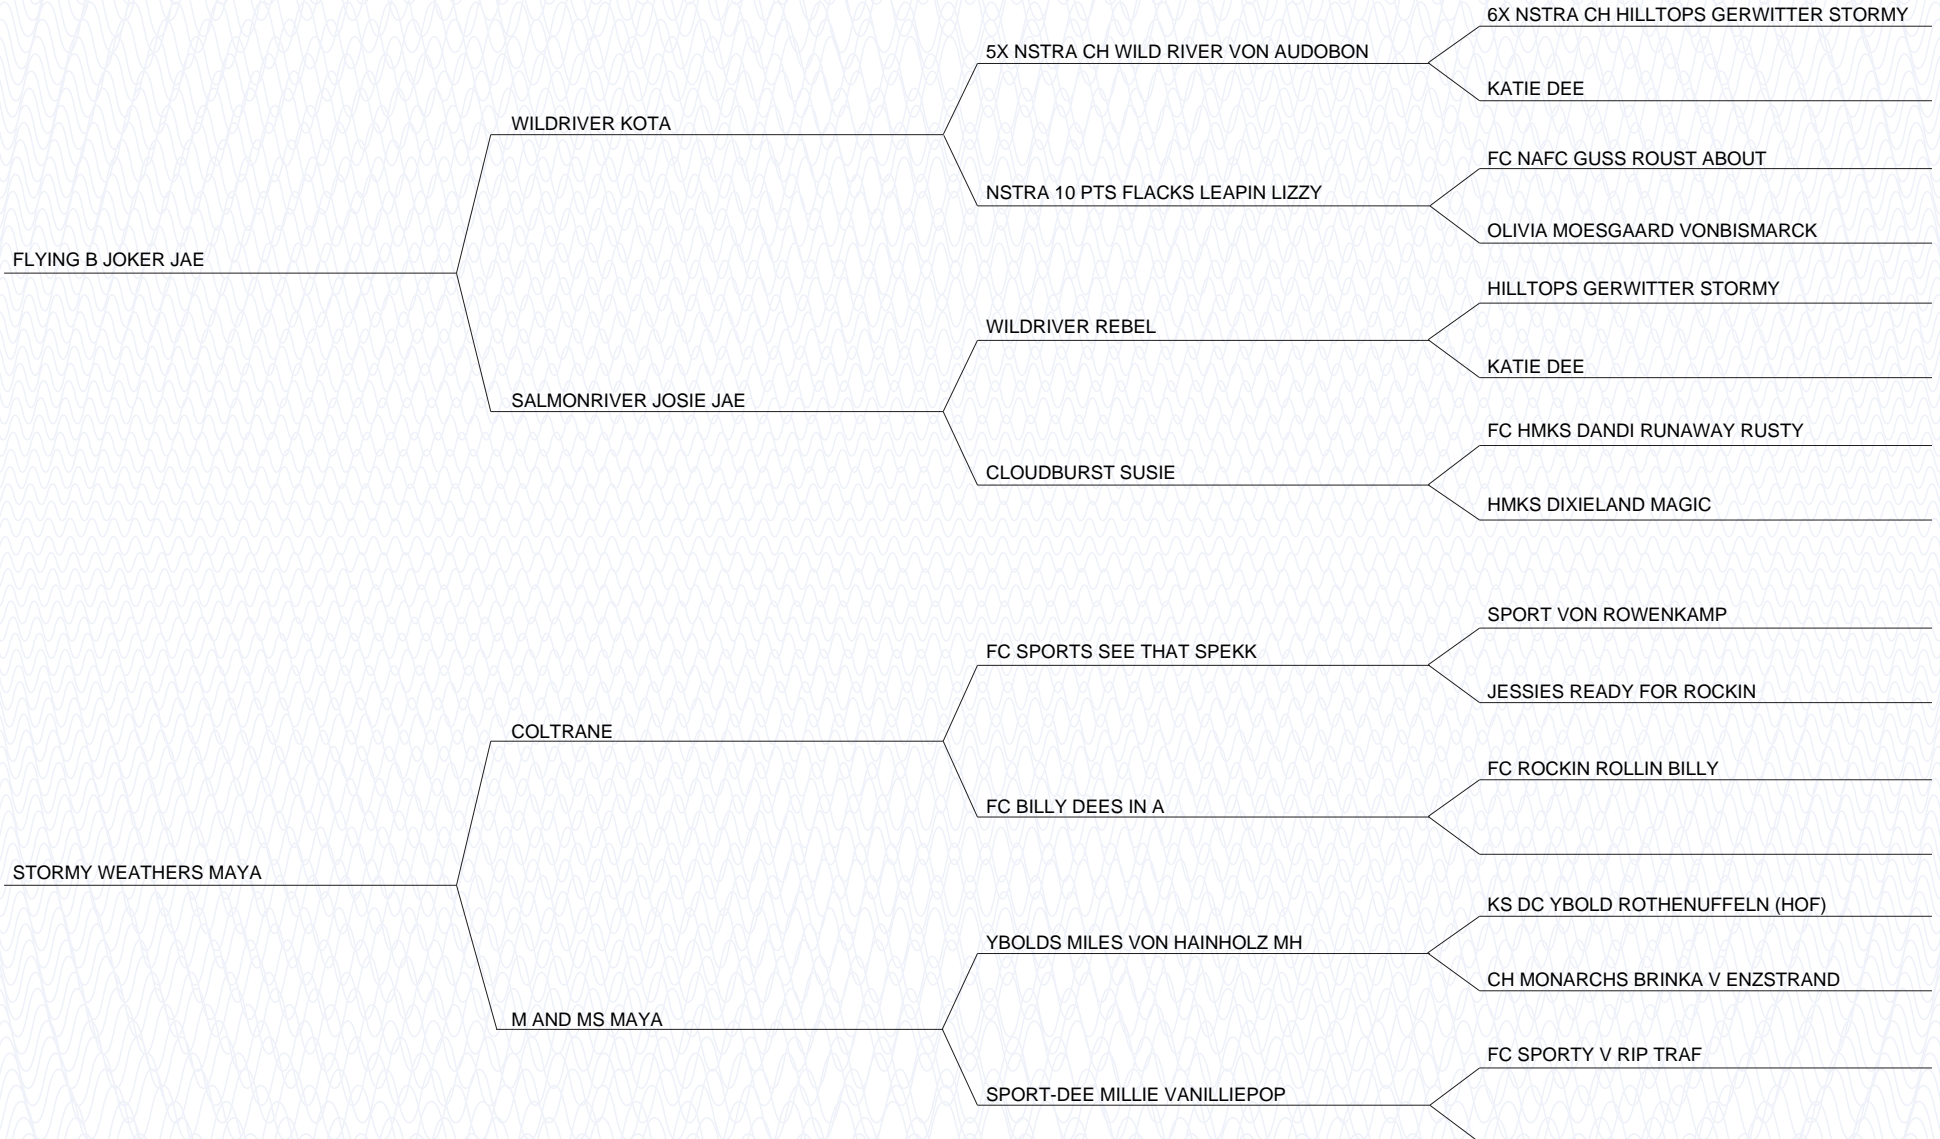 6X NSTRA CH HILLTOPS GERWITTER STORMY
5X NSTRA CH WILD RIVER VON AUDOBON
KATIE DEE
WILDRIVER KOTA
FC NAFC GUSS ROUST ABOUT
NSTRA 10 PTS FLACKS LEAPIN LIZZY
OLIVIA MOESGAARD VONBISMARCK
FLYING B JOKER JAE
HILLTOPS GERWITTER STORMY
WILDRIVER REBEL
KATIE DEE
SALMONRIVER JOSIE JAE
FC HMKS DANDI RUNAWAY RUSTY
CLOUDBURST SUSIE
HMKS DIXIELAND MAGIC
SPORT VON ROWENKAMP
FC SPORTS SEE THAT SPEKK
JESSIES READY FOR ROCKIN
COLTRANE
FC ROCKIN ROLLIN BILLY
FC BILLY DEES IN A
STORMY WEATHERS MAYA
KS DC YBOLD ROTHENUFFELN (HOF)
YBOLDS MILES VON HAINHOLZ MH
CH MONARCHS BRINKA V ENZSTRAND
M AND MS MAYA
FC SPORTY V RIP TRAF
SPORT-DEE MILLIE VANILLIEPOP